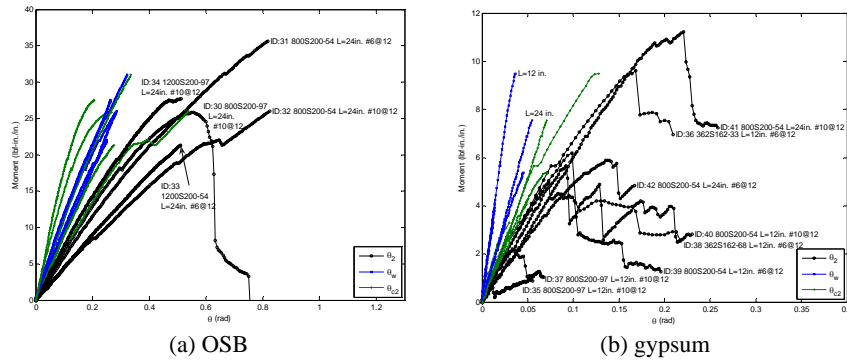 40
35
30
25
20
15
10
5
0
Moment (lbf-in./in.)
ID:31 800S200-54 L=24in. #6@12
ID:34 1200S200-97
L=24in. #10@12
ID:30 800S200-97
L=24in.
#10@12
ID:32 800S200-54 L=24in. #10@12
ID:33
1200S200-54
L=24in. #6@12
θ2
θw
θc2
0 0.2 0.4 0.6 0.8 1 1.2
θ (rad)
(a) OSB
12
10
8
6
4
2
0
Moment (lbf-in./in.)
L=12 in.
L=24 in.
ID:41 800S200-54 L=24in. #10@12
ID:36 362S162-33 L=12in. #6@12
ID:42 800S200-54 L=24in. #6@12
ID:40 800S200-54 L=12in. #10@12
ID:38 362S162-68 L=12in. #6@12
ID:39 800S200-54 L=12in. #6@12
ID:37 800S200-97 L=12in. #10@12
ID:35 800S200-97 L=12in. #10@12
θ2
θw
θc2
0 0.05 0.1 0.15 0.2 0.25 0.3 0.35
θ (rad)
(b) gypsum